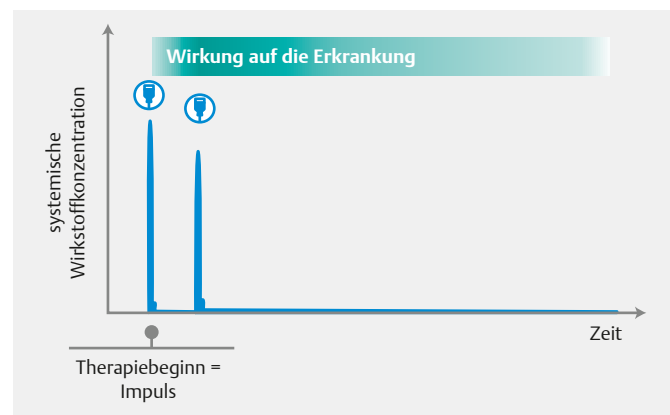 Wirkung auf die Erkrankung
systemische
Wirkstoffkonzentration
Zeit
Therapiebeginn =
Impuls